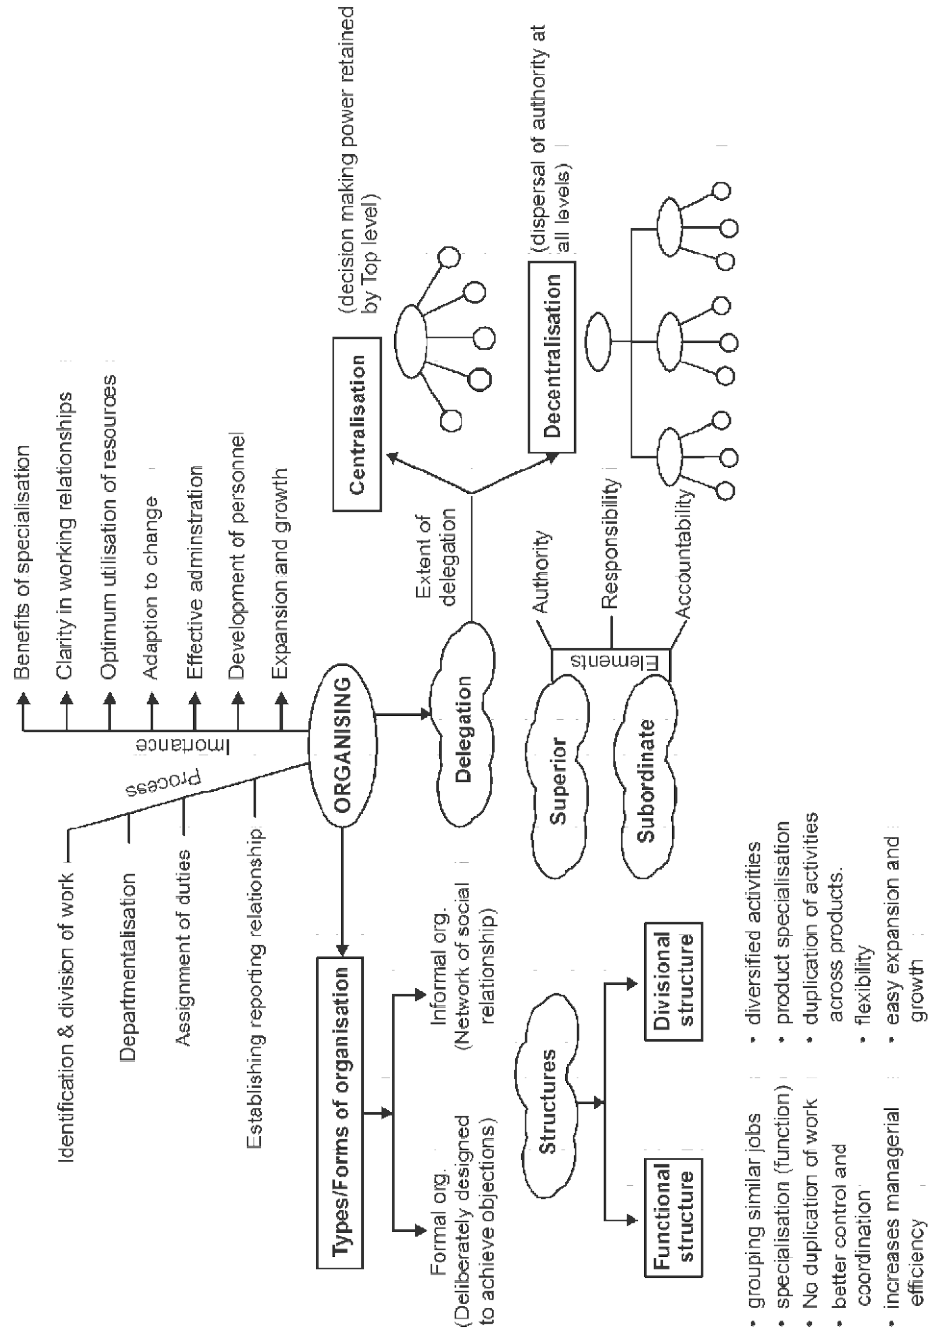 Identification & division of work
Departmentalisation
Assignment of duties
Establishing reporting relationship
Process
Imortance
Benefits of specialisation
Clarity in working relationships
Optimum utilisation of resources
Adaption to change
Effective adminstration
Development of personnel
Expansion and growth
ORGANISING
Types/Forms of organisation
Formal org.
(Deliberately designed
to achieve objections)
Informal org.
(Network of social
relationship)
Delegation
Extent of
delegation
Centralisation
(decision making power retained
by Top level)
Decentralisation
(dispersal of authority at
all levels)
Superior
Subordinate
Elements
Authority
Responsibility
Accountability
Structures
Functional
structure
Divisional
structure
• grouping similar jobs
• specialisation (function)
• No duplication of work
• better control and
coordination
• increases managerial
efficiency
• diversified activities
• product specialisation
• duplication of activities
across products.
• flexibility
• easy expansion and
growth